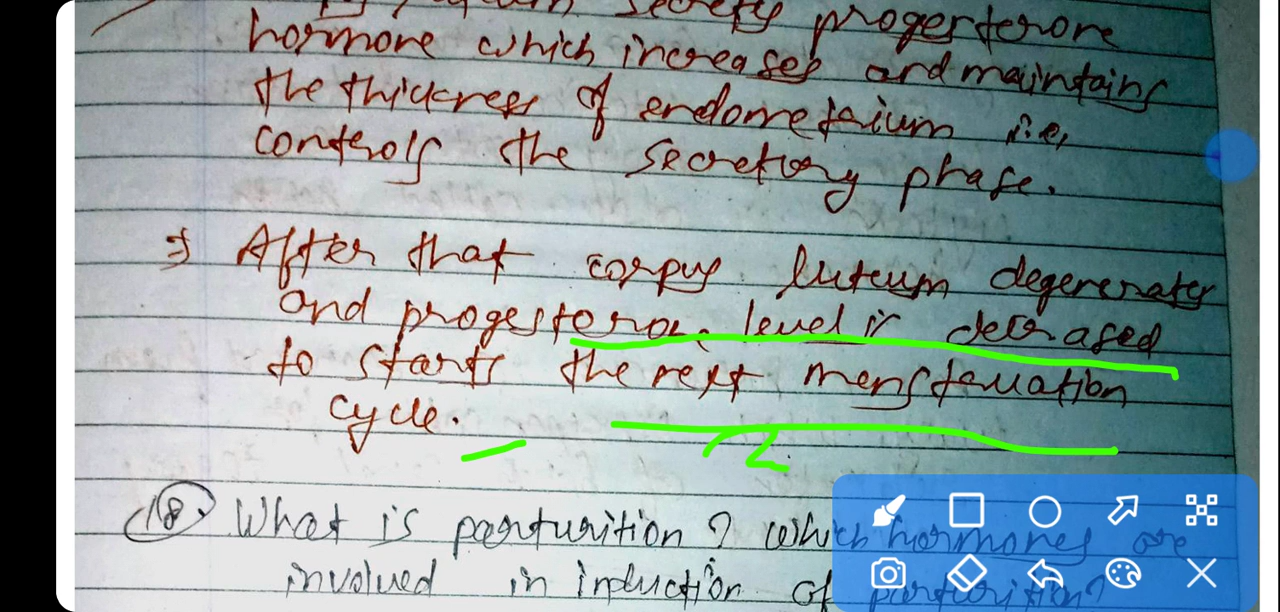 secrets progesterone
hormone which increases and maintains
the thickness of endometrium i.e,
controls the secretory phase.
⇒ After that corpus luteum degenerates
and progesterone level is decreased
to starts the next menstruation
cycle.
18. What is parturition? Which hormones are
involved in induction of parturition?